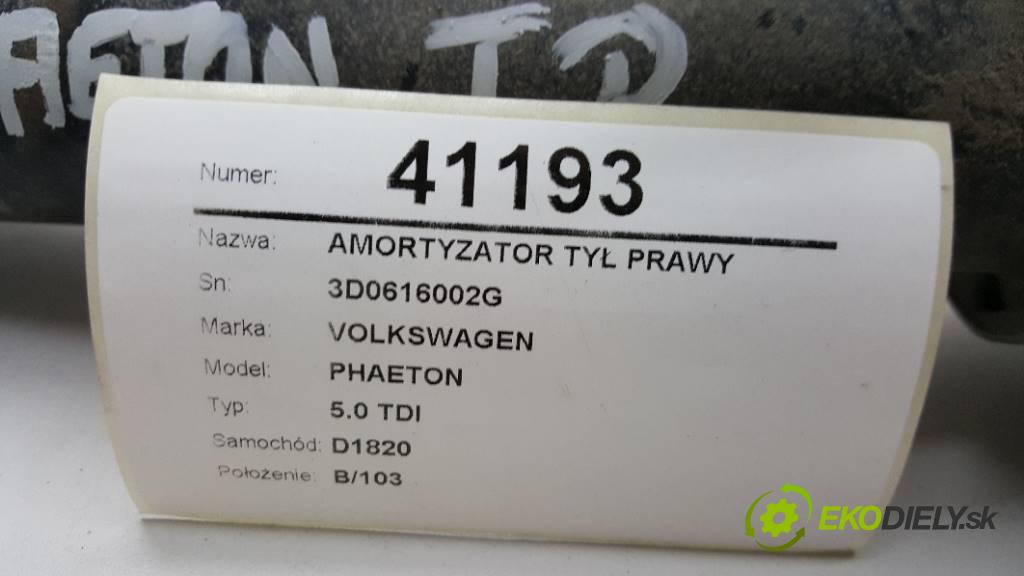 AETON T P
Numer: 41193
Nazwa: AMORTYZATOR TYŁ PRAWY
Sn: 3D0616002G
Marka: VOLKSWAGEN
Model: PHAETON
Typ: 5.0 TDI
Samochód: D1820
Położenie: B/103
EKODIELY.sk